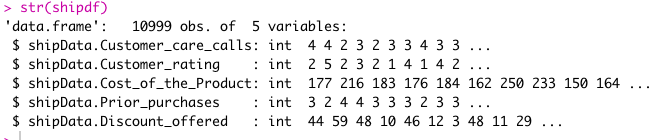 > str(shipdf)
'data.frame':   10999 obs. of  5 variables:
 $ shipData.Customer_care_calls: int  4 4 2 3 2 3 3 4 3 3 ...
 $ shipData.Customer_rating    : int  2 5 2 3 2 1 4 1 4 2 ...
 $ shipData.Cost_of_the_Product: int  177 216 183 176 184 162 250 233 150 164 ...
 $ shipData.Prior_purchases    : int  3 2 4 4 3 3 3 2 3 3 ...
 $ shipData.Discount_offered   : int  44 59 48 10 46 12 3 48 11 29 ...
>